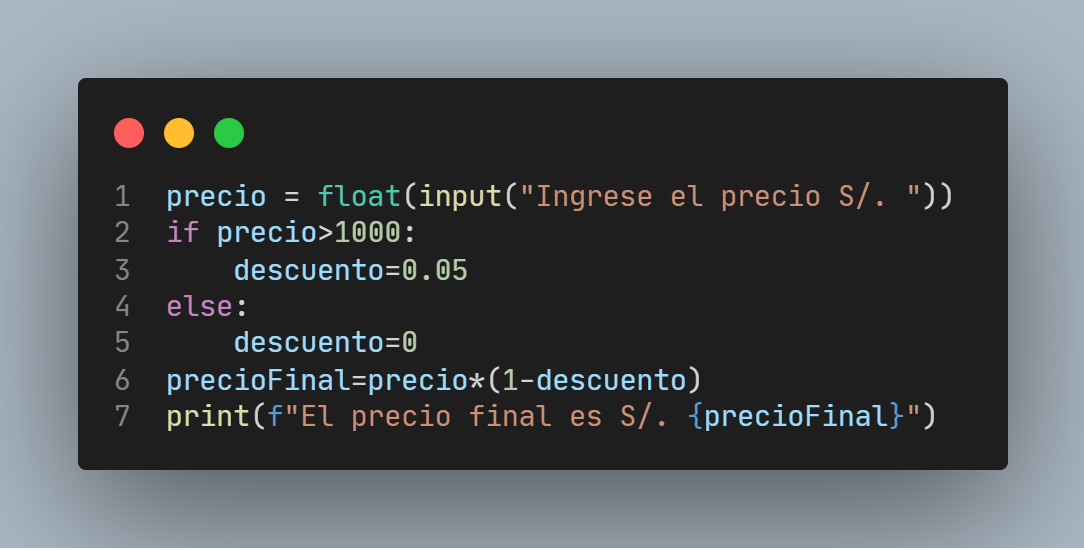 1 precio = float(input("Ingrese el precio S/. "))
2 if precio>1000:
3     descuento=0.05
4 else:
5     descuento=0
6 precioFinal=precio*(1-descuento)
7 print(f"El precio final es S/. {precioFinal}")